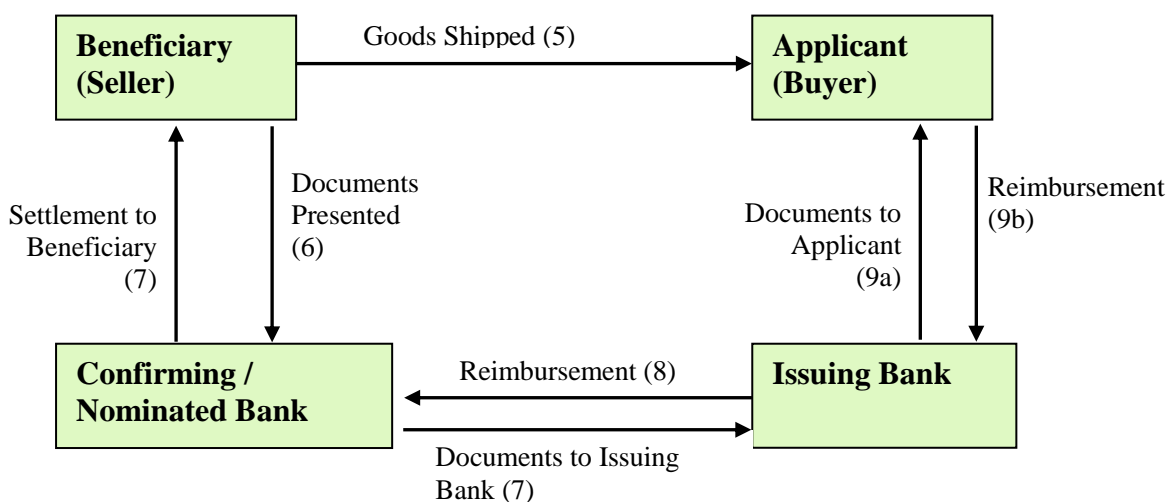 Beneficiary
(Seller)
Goods Shipped (5)
Applicant
(Buyer)
Settlement to
Beneficiary
(7)
Documents
Presented
(6)
Documents to
Applicant
(9a)
Reimbursement
(9b)
Confirming /
Nominated Bank
Reimbursement (8)
Issuing Bank
Documents to Issuing
Bank (7)